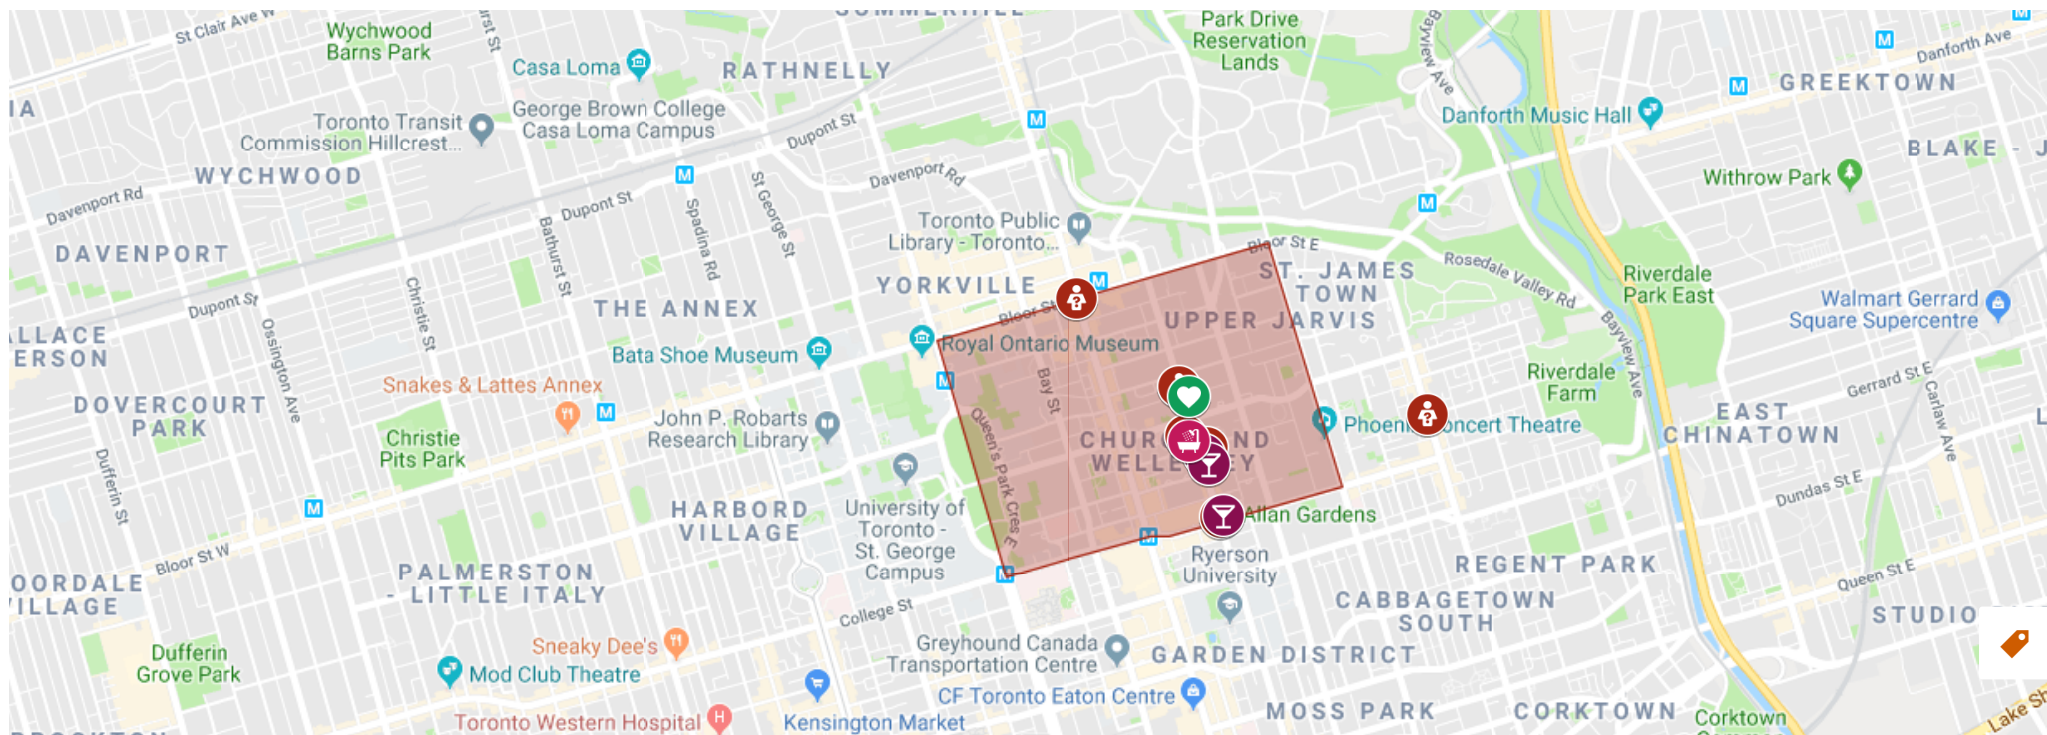 St Clair Ave W
Wychwood
Barns Park
Casa Loma
RATHNELLY
Park Drive
Reservation
Lands
Bayview Ave
Danforth Ave
GREEKTOWN
Danforth Music Hall
BLAKE - J
IA
Toronto Transit
Commission Hillcrest...
George Brown College
Casa Loma Campus
Dupont St
WYCHWOOD
Davenport Rd
Withrow Park
Davenport Rd
Dupont St
St George St
Spadina Rd
Bathurst St
DAVENPORT
Toronto Public
Library - Toronto...
YORKVILLE
Bloor St E
ST. JAMES
TOWN
Rosedale Valley Rd
Riverdale
Park East
Walmart Gerrard
Square Supercentre
Dupont St
Christie St
THE ANNEX
UPPER JARVIS
Bayview Ave
Ossington Ave
Bata Shoe Museum
Royal Ontario Museum
Snakes & Lattes Annex
Bay St
Riverdale
Farm
Gerrard St E
Carlaw Ave
DOVERCOURT
PARK
Christie
Pits Park
John P. Robarts
Research Library
Queen's Park Cres E
EAST
CHINATOWN
Dufferin St
HARBORD
VILLAGE
University of
Toronto -
St. George
Campus
Allan Gardens
Dundas St E
Bloor St W
Ryerson
University
REGENT PARK
Queen St E
PALMERSTON
- LITTLE ITALY
College St
CABBAGETOWN
SOUTH
STUDIO
Dufferin
Grove Park
Sneaky Dee's
Mod Club Theatre
Greyhound Canada
Transportation Centre
GARDEN DISTRICT
CF Toronto Eaton Centre
Toronto Western Hospital
Kensington Market
MOSS PARK
CORKTOWN
Corktown